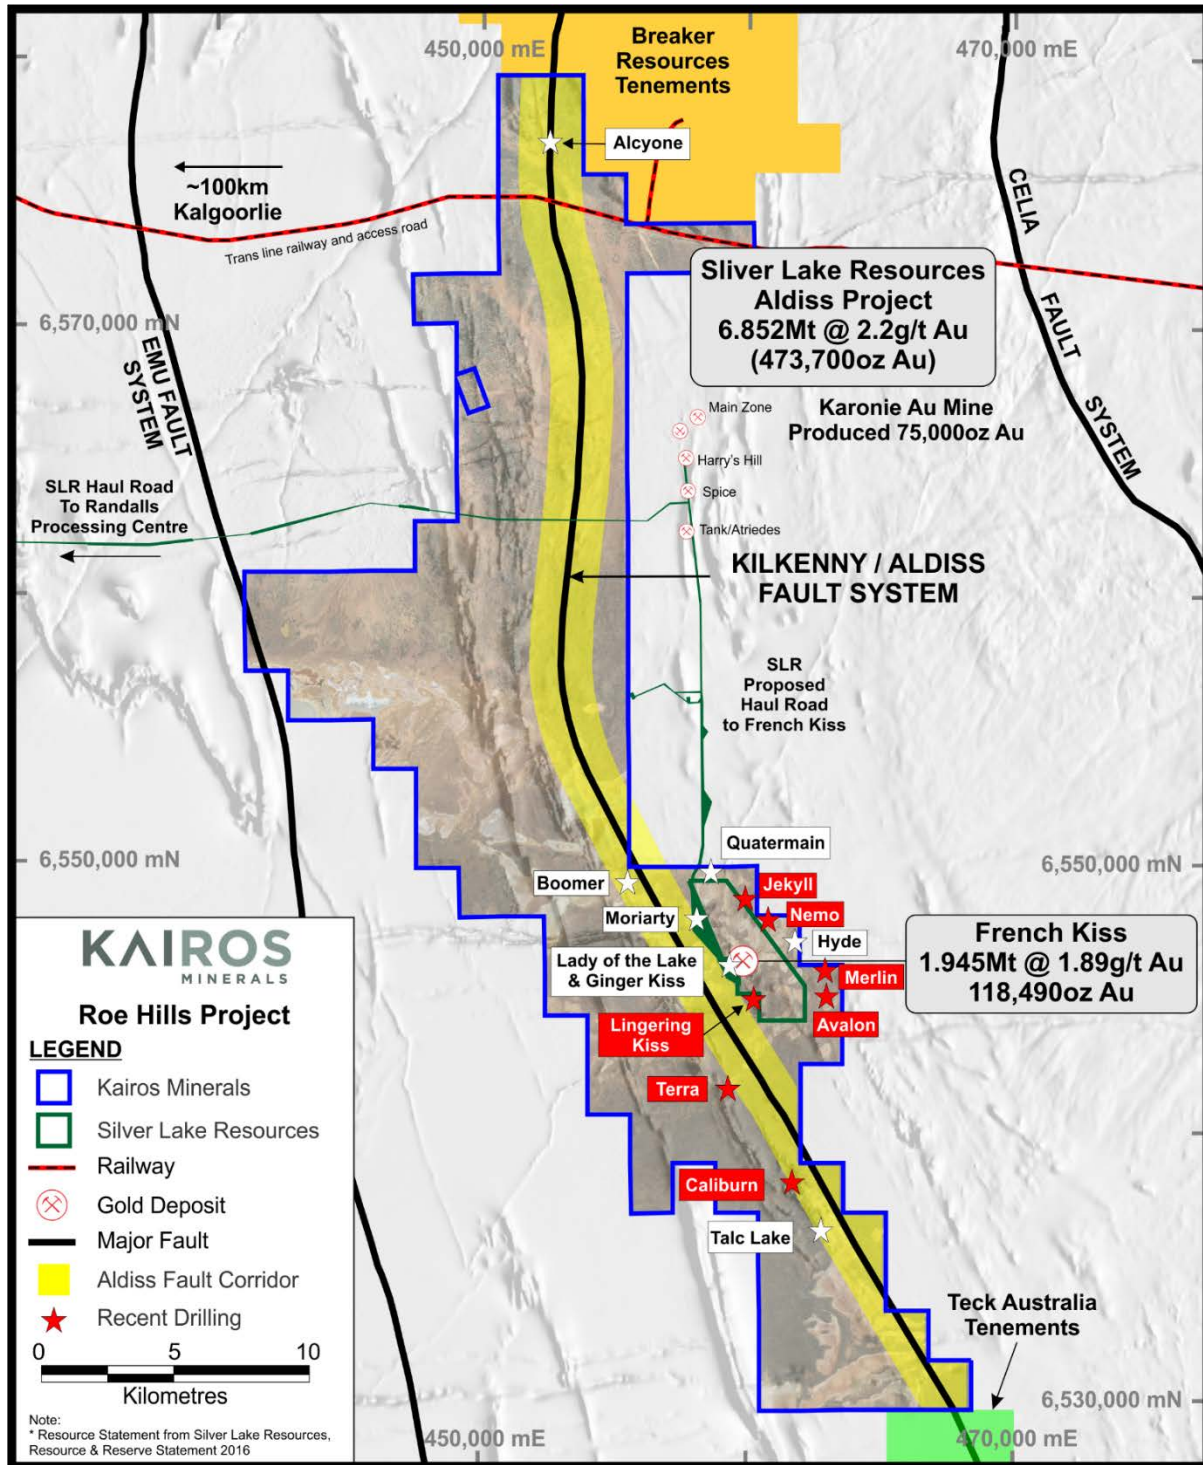 450,000 mE
470,000 mE
Breaker
Resources
Tenements
Alcyone
~100km
Kalgoorlie
Trans line railway and access road
CELIA
FAULT
SYSTEM
Sliver Lake Resources
Aldiss Project
6.852Mt @ 2.2g/t Au
(473,700oz Au)
6,570,000 mN
EMU FAULT
SYSTEM
Main Zone
Karonie Au Mine
Produced 75,000oz Au
Harry's Hill
Spice
Tank/Atriedes
SLR Haul Road
To Randalls
Processing Centre
KILKENNY / ALDISS
FAULT SYSTEM
SLR
Proposed
Haul Road
to French Kiss
6,550,000 mN
6,550,000 mN
Quatermain
Boomer
Jekyll
Moriarty
Nemo
Hyde
Lady of the Lake
& Ginger Kiss
French Kiss
1.945Mt @ 1.89g/t Au
118,490oz Au
Merlin
Avalon
Lingering
Kiss
Terra
Caliburn
Talc Lake
Teck Australia
Tenements
6,530,000 mN
450,000 mE
470,000 mE
KAIROS
MINERALS
Roe Hills Project
LEGEND
Kairos Minerals
Silver Lake Resources
Railway
Gold Deposit
Major Fault
Aldiss Fault Corridor
Recent Drilling
0 5 10
Kilometres
Note:
* Resource Statement from Silver Lake Resources,
Resource & Reserve Statement 2016